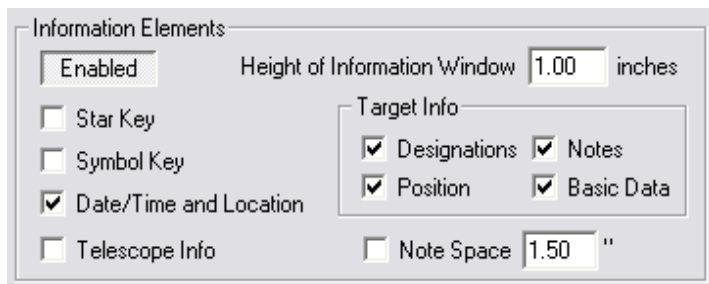 Information Elements
Enabled Height of Information Window 1.00 inches
Star Key
Target Info
Designations Notes
Symbol Key
Position Basic Data
Date/Time and Location
Telescope Info Note Space 1.50 "